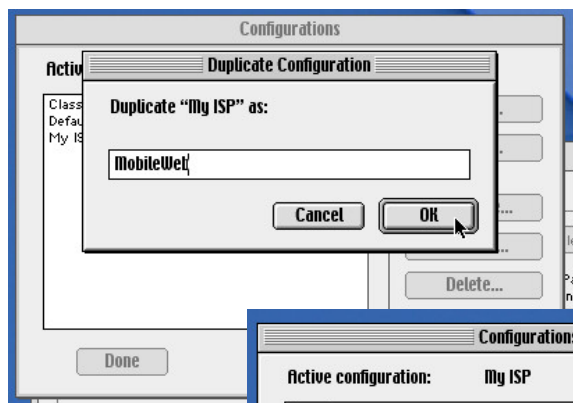 Configurations
Duplicate Configuration
Duplicate “My ISP” as:
MobileWeb
Cancel
OK
Delete...
Done
Configurations
Active configuration: My ISP